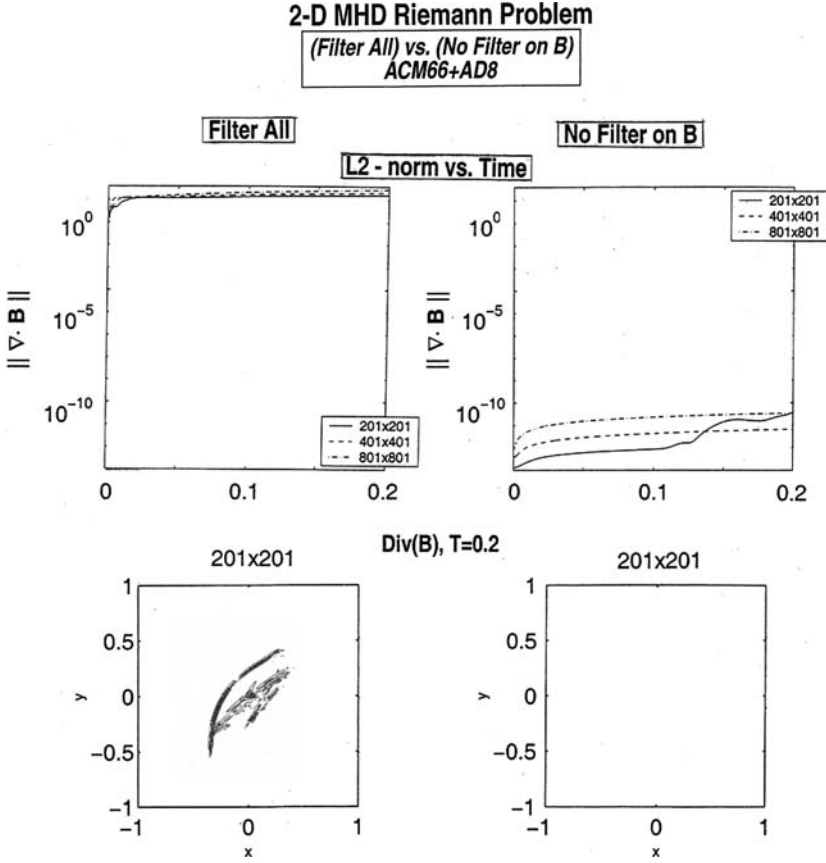 2-D MHD Riemann Problem
(Filter All) vs. (No Filter on B)
ACM66+AD8
Filter All
No Filter on B
L2 - norm vs. Time
|| ∇· B ||
10^0
10^-5
10^-10
201x201
401x401
801x801
0
0.1
0.2
|| ∇· B ||
10^0
10^-5
10^-10
201x201
401x401
801x801
0
0.1
0.2
Div(B), T=0.2
201x201
y
1
0.5
0
−0.5
−1
−1
0
1
x
201x201
y
1
0.5
0
−0.5
−1
−1
0
1
x